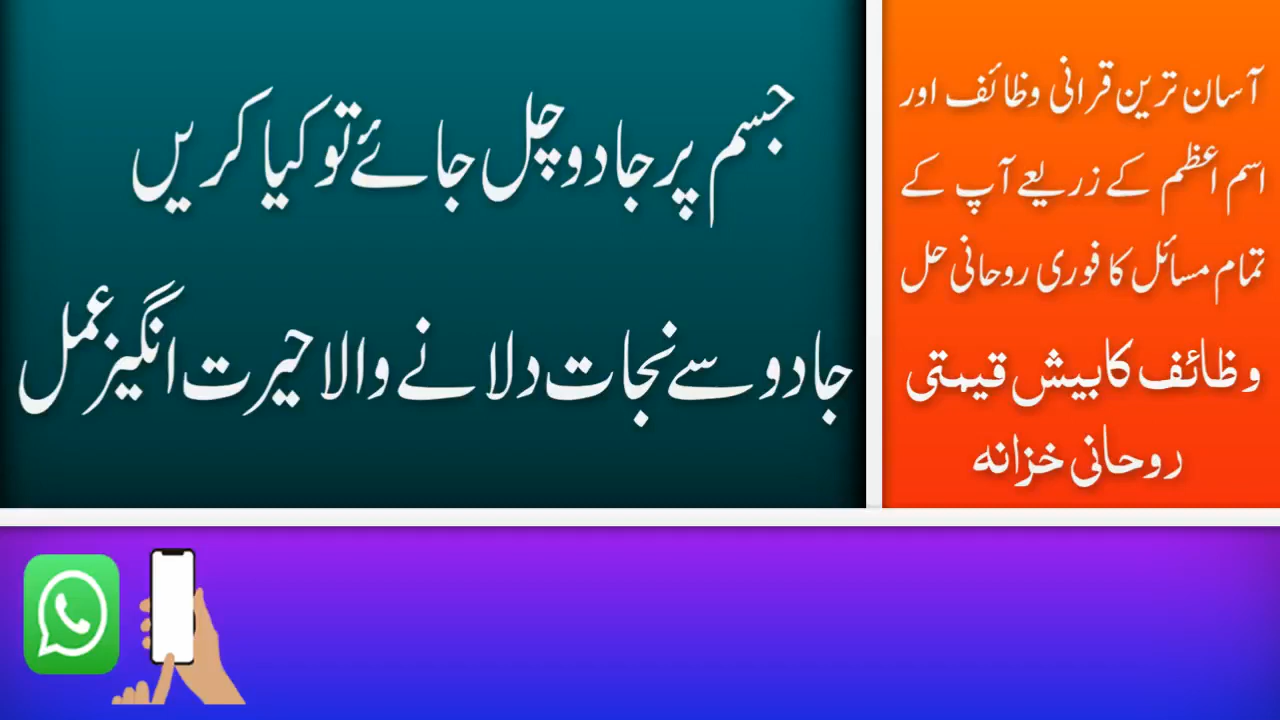 جسم پر جادو چل جائے تو کیا کریں
جادو سے نجات دلانے والا حیرت انگیز عمل
آسان ترین قرانی وظائف اور
اسم اعظم کے زریعے آپ کے
تمام مسائل کا فوری روحانی حل
وظائف کا بیش قیمتی
روحانی خزانہ